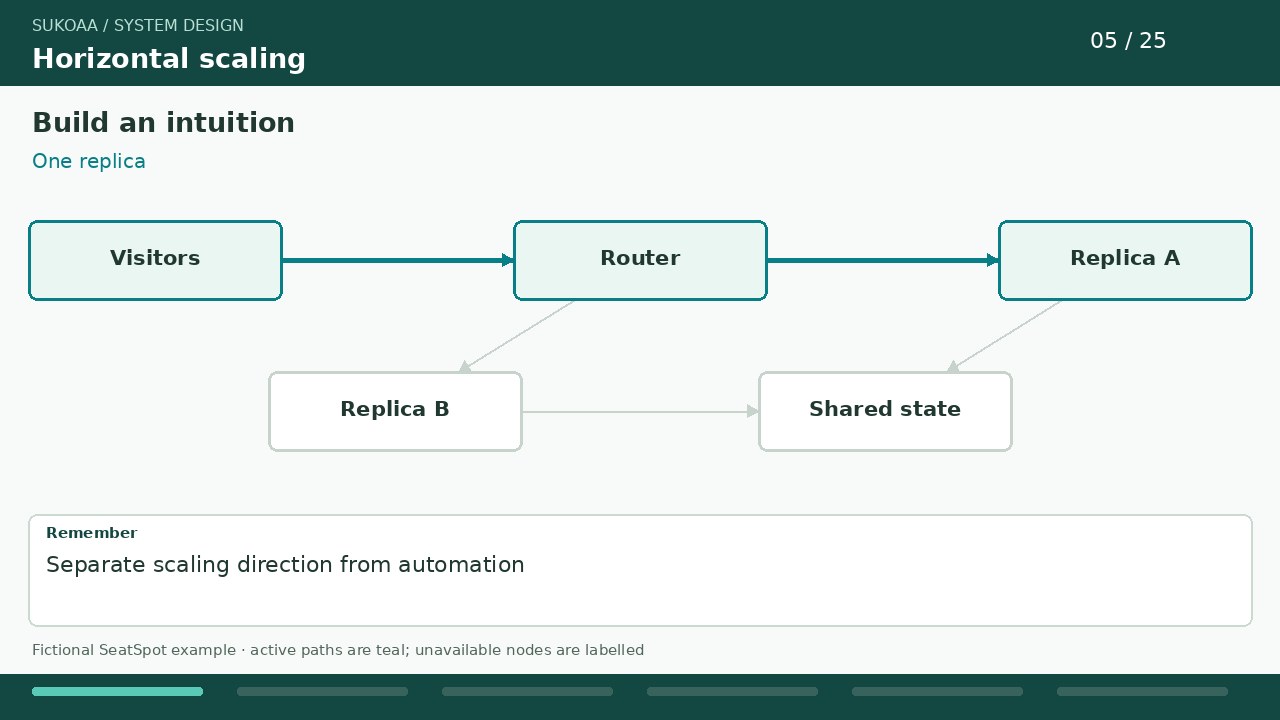 SUKOAA / SYSTEM DESIGN
Horizontal scaling
05 / 25
Build an intuition
One replica
Visitors
Router
Replica A
Replica B
Shared state
Remember
Separate scaling direction from automation
Fictional SeatSpot example · active paths are teal; unavailable nodes are labelled